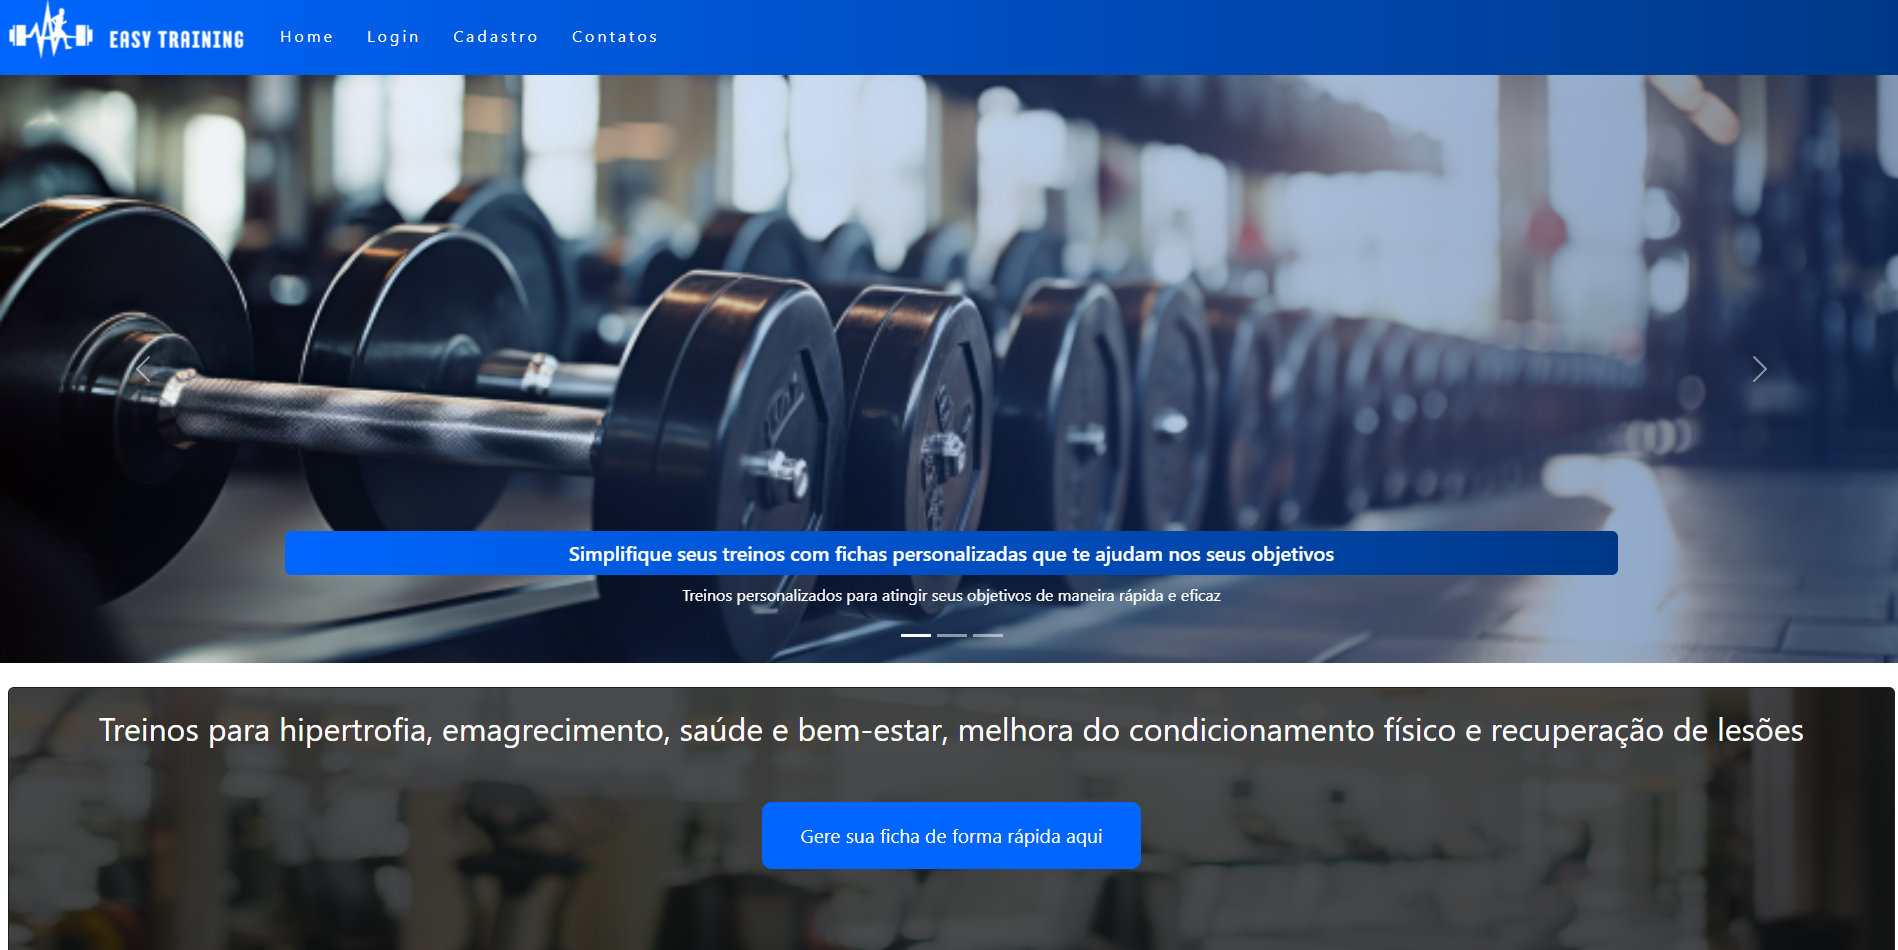 EASY TRAINING
Home Login Cadastro Contatos
Simplifique seus treinos com fichas personalizadas que te ajudam nos seus objetivos
Treinos personalizados para atingir seus objetivos de maneira rápida e eficaz
Treinos para hipertrofia, emagrecimento, saúde e bem-estar, melhora do condicionamento físico e recuperação de lesões
Gere sua ficha de forma rápida aqui